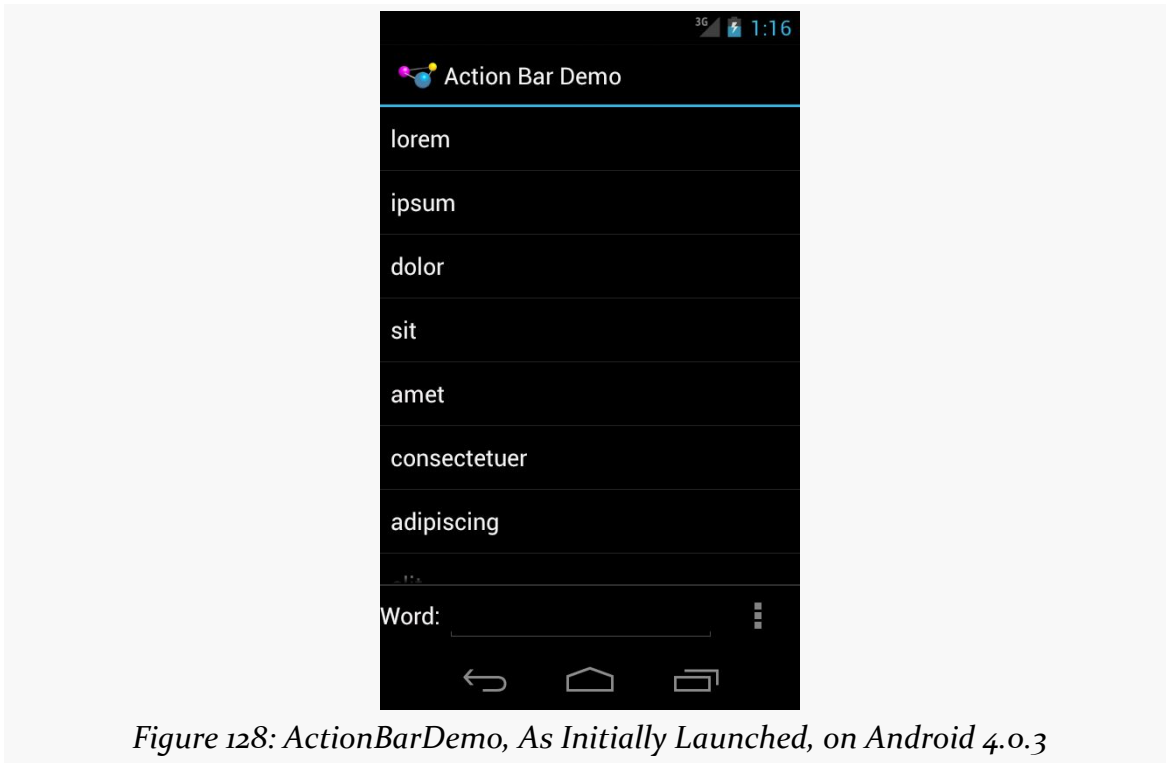 3G 1:16
Action Bar Demo
lorem
ipsum
dolor
sit
amet
consectetuer
adipiscing
Word:
Figure 128: ActionBarDemo, As Initially Launched, on Android 4.0.3